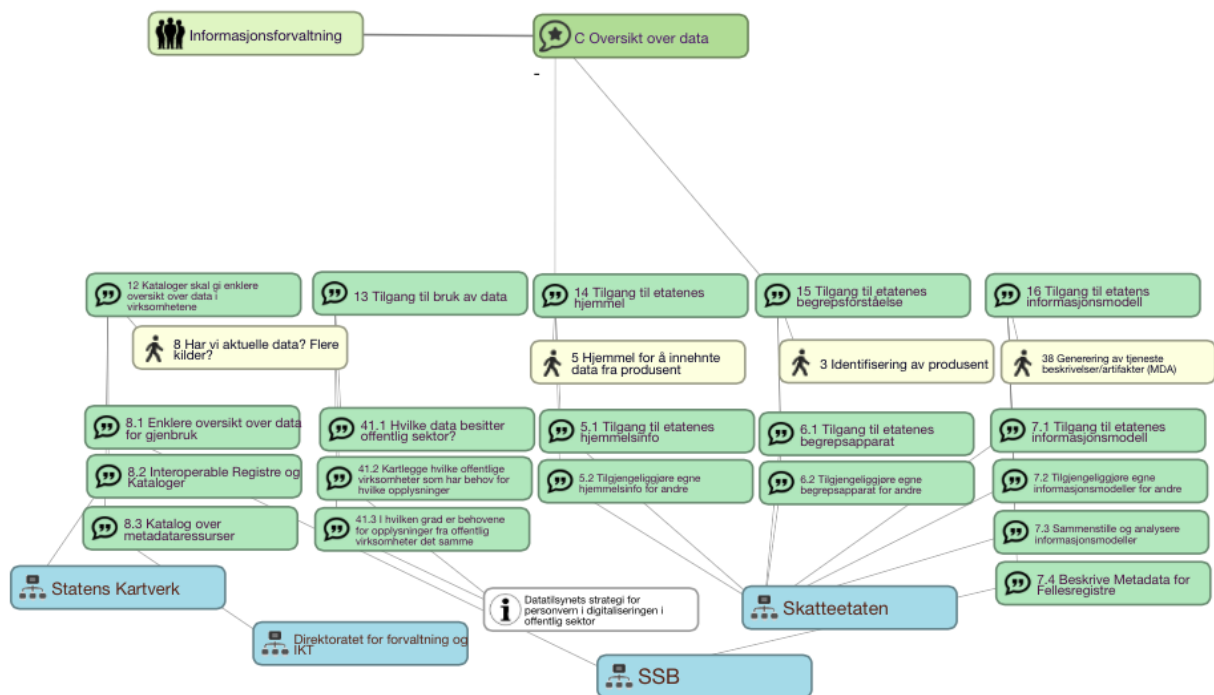 Informasjonsforvaltning
C Oversikt over data
-
12 Kataloger skal gi enklere
oversikt over data i
virksomhetene
13 Tilgang til bruk av data
14 Tilgang til etatenes
hjemmel
15 Tilgang til etatenes
begrepsforståelse
16 Tilgang til etatens
informasjonsmodell
8 Har vi aktuelle data? Flere
kilder?
5 Hjemmel for å innehnte
data fra produsent
3 Identifisering av produsent
38 Generering av tjeneste
beskrivelser/artifakter (MDA)
8.1 Enklere oversikt over data
for gjenbruk
41.1 Hvilke data besitter
offentlig sektor?
5.1 Tilgang til etatenes
hjemmelsinfo
6.1 Tilgang til etatenes
begrepsapparat
7.1 Tilgang til etatenes
informasjonsmodell
8.2 Interoperable Registre og
Kataloger
41.2 Kartlegge hvilke offentlige
virksomheter som har behov for
hvilke opplysninger
5.2 Tilgjengeliggjøre egne
hjemmelsinfo for andre
6.2 Tilgjengeliggjøre egne
begrepsapparat for andre
7.2 Tilgjengeliggjøre egne
informasjonsmodeller for andre
8.3 Katalog over
metadataressurser
41.3 I hvilken grad er behovene
for opplysninger fra offentlig
virksomheter det samme
7.3 Sammenstille og analysere
informasjonsmodeller
7.4 Beskrive Metadata for
Fellesregistre
Statens Kartverk
Datatilsynets strategi for
personvern i digitaliseringen i
offentlig sektor
Skatteetaten
Direktoratet for forvaltning og
IKT
SSB